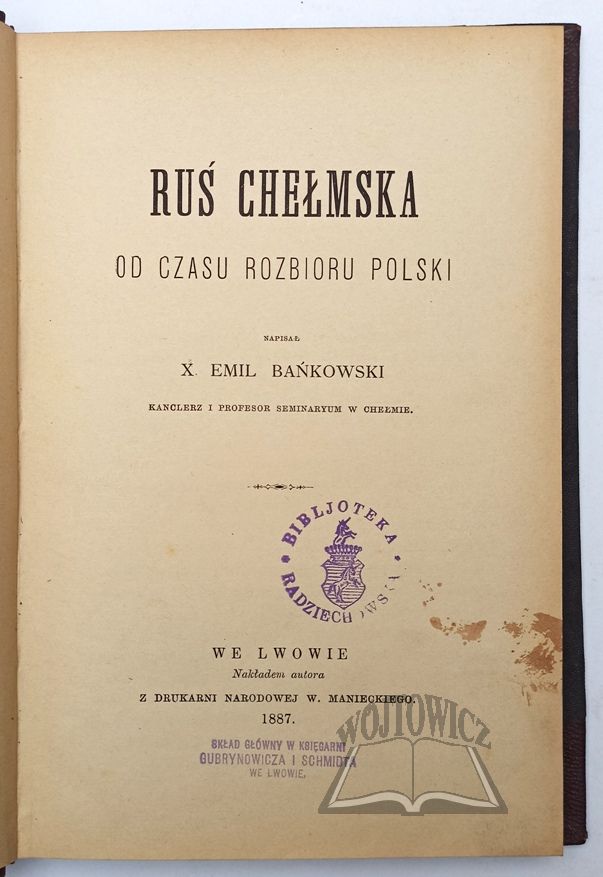 RUŚ CHEŁMSKA
OD CZASU ROZBIORU POLSKI
NAPISAŁ
X. EMIL BAŃKOWSKI
KANCLERZ I PROFESOR SEMINARYUM W CHEŁMIE.
* BIBLJOTEKA *
RADZIECHOWSKA
WE LWOWIE
Nakładem autora
Z DRUKARNI NARODOWEJ W. MANIECKIEGO.
1887.
SKŁAD GŁÓWNY W KSIĘGARNI
GUBRYNOWICZA I SCHMIDTA
WE LWOWIE.
WÓJTOWICZ